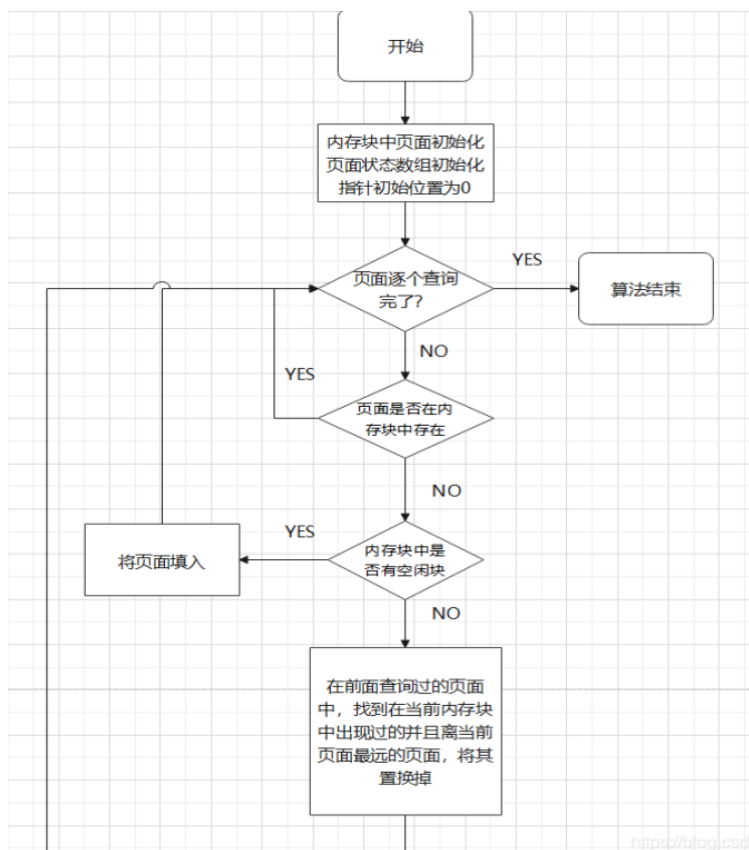 开始
内存块中页面初始化
页面状态数组初始化
指针初始位置为0
页面逐个查询
完了?
YES
算法结束
NO
YES
页面是否在内
存块中存在
NO
YES
将页面填入
内存块中是
否有空闲块
NO
在前面查询过的页面
中，找到在当前内存块
中出现过的并且离当前
页面最远的页面，将其
置换掉
https://blog.csd